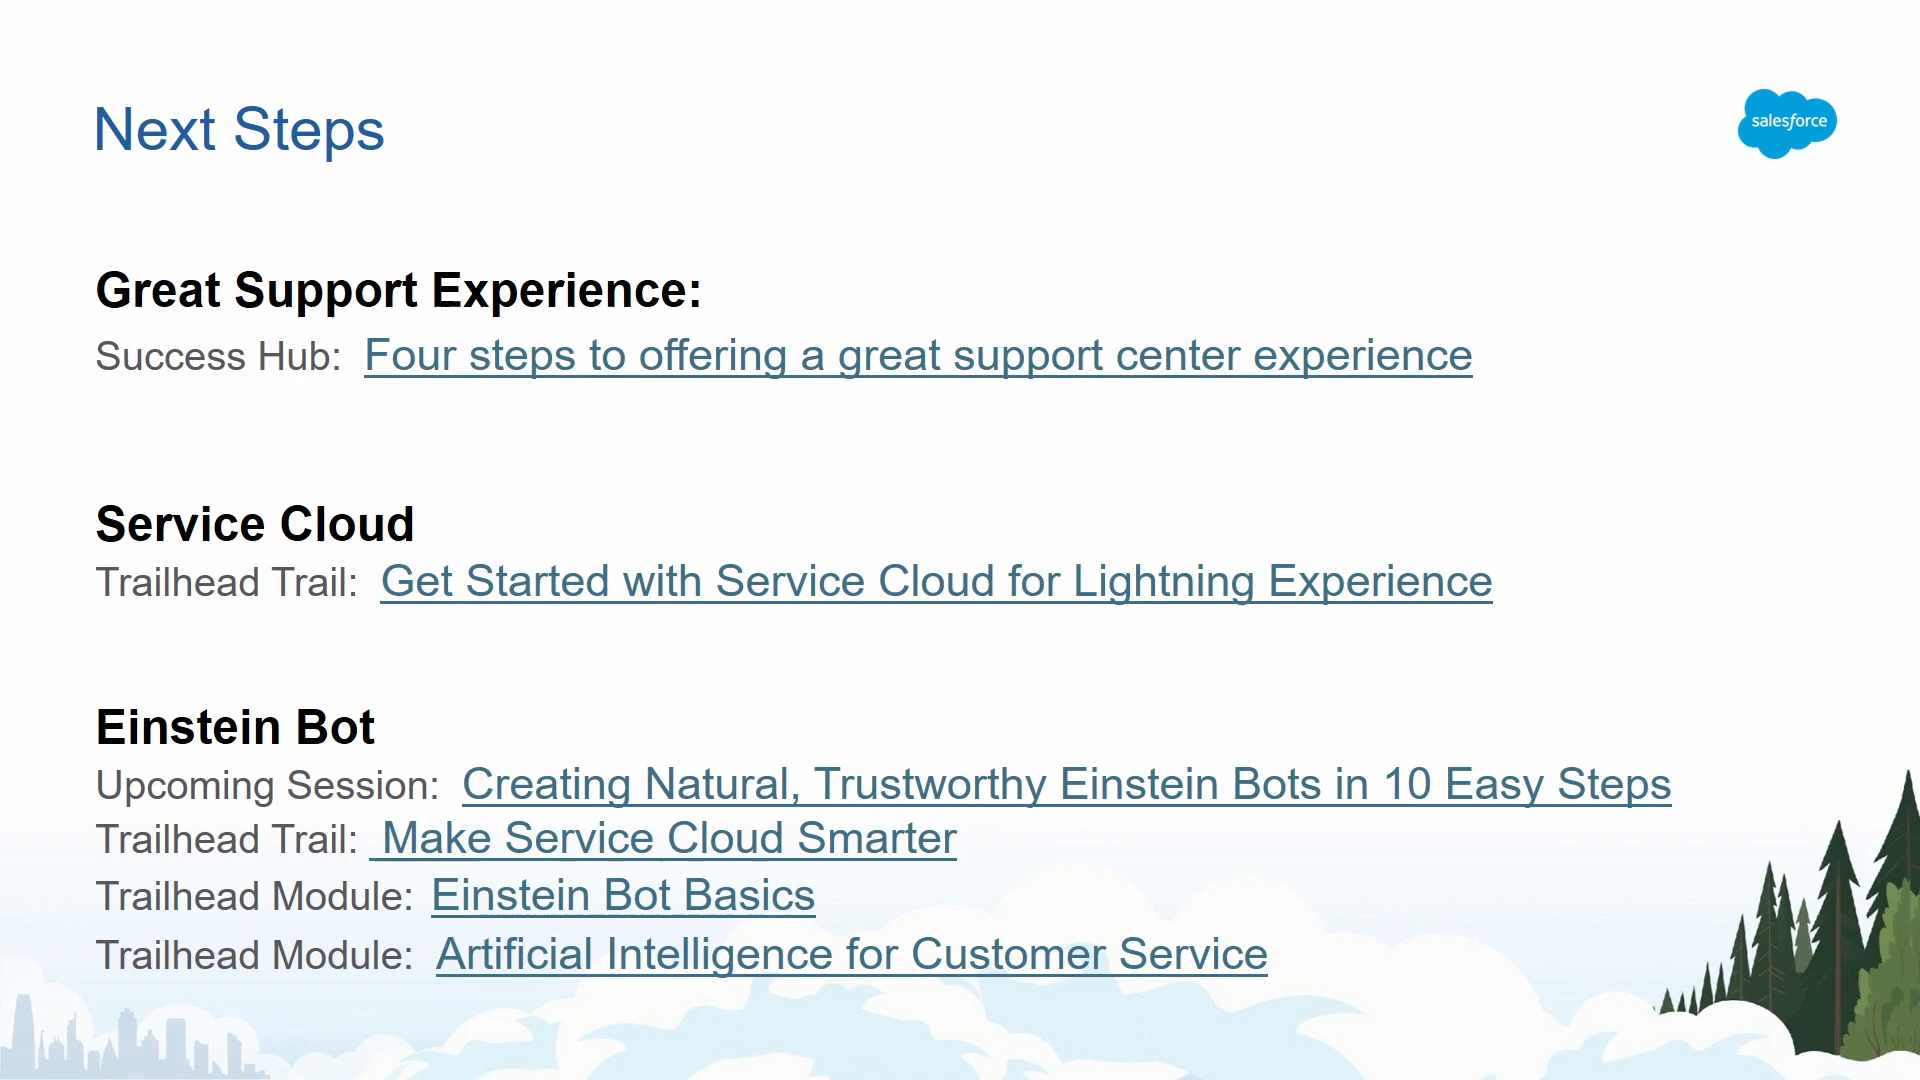 Next Steps
salesforce
Great Support Experience:
Success Hub: Four steps to offering a great support center experience
Service Cloud
Trailhead Trail: Get Started with Service Cloud for Lightning Experience
Einstein Bot
Upcoming Session: Creating Natural, Trustworthy Einstein Bots in 10 Easy Steps
Trailhead Trail: Make Service Cloud Smarter
Trailhead Module: Einstein Bot Basics
Trailhead Module: Artificial Intelligence for Customer Service